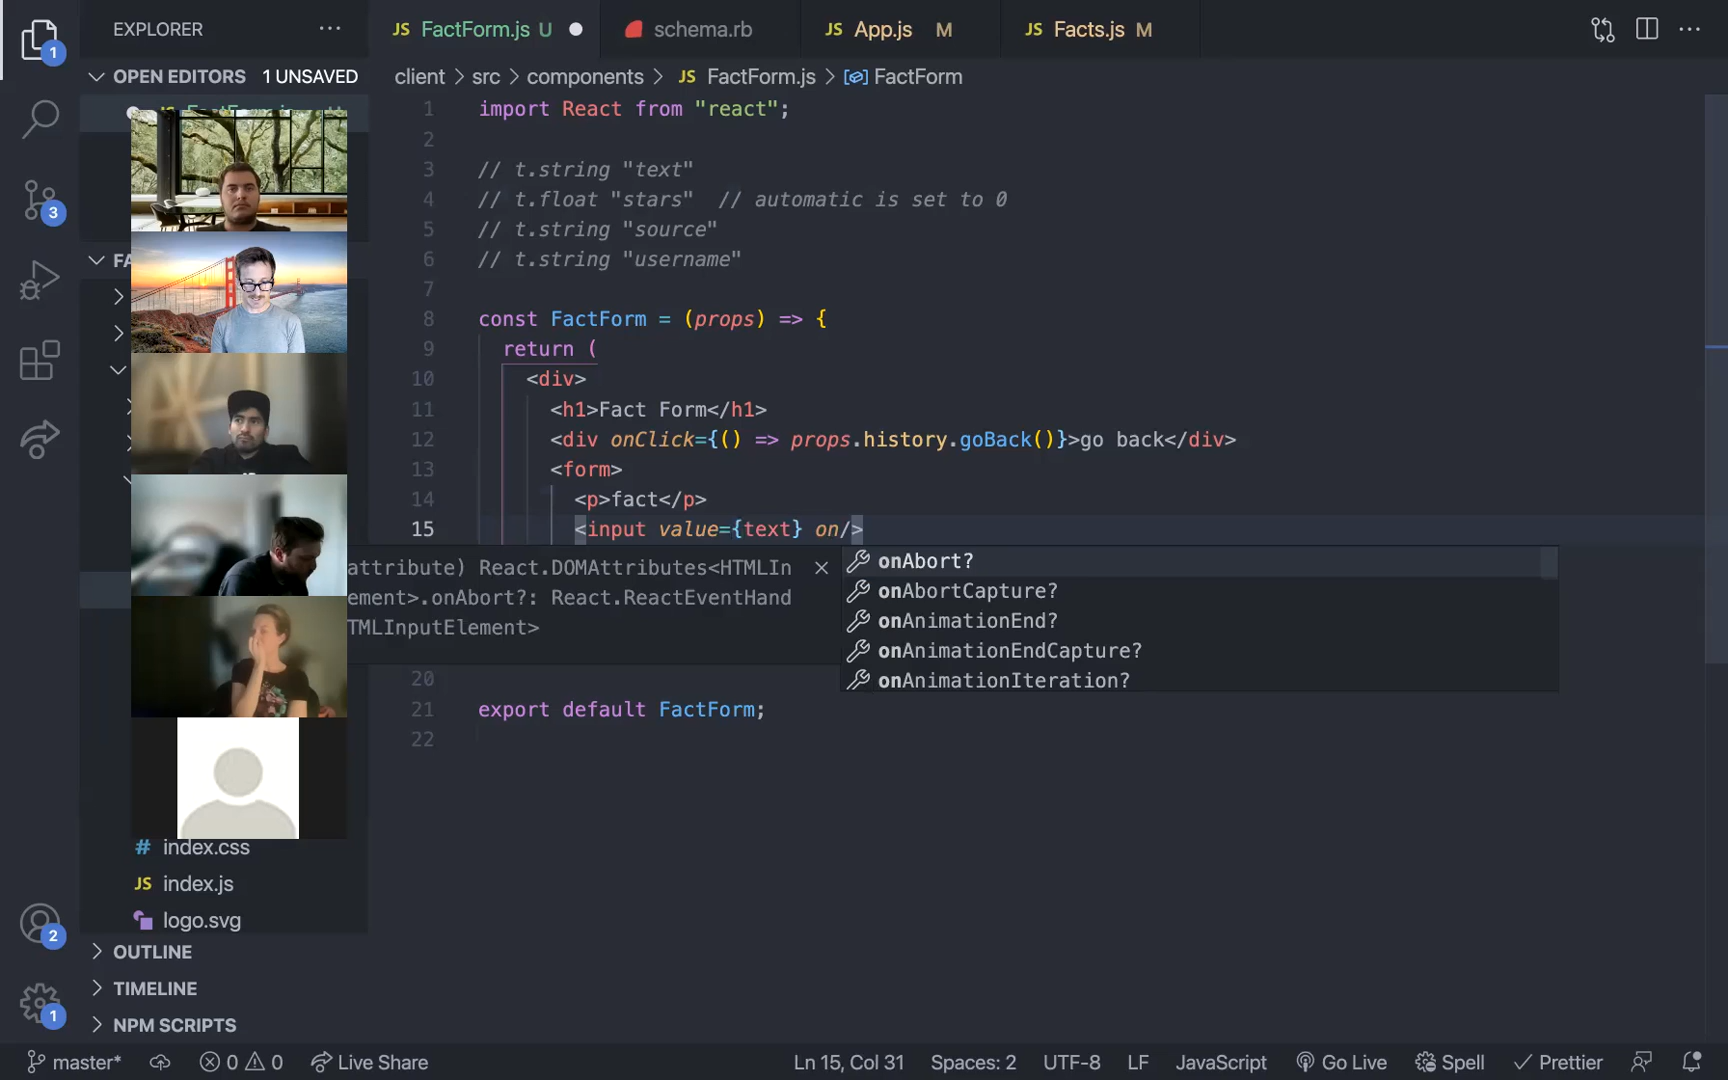 EXPLORER
JS FactForm.js U
schema.rb
JS App.js M
JS Facts.js M
1
OPEN EDITORS 1 UNSAVED
client > src > components > JS FactForm.js > FactForm
1 import React from "react";
2
3 // t.string "text"
4 // t.float "stars" // automatic is set to 0
5 // t.string "source"
6 // t.string "username"
7
8 const FactForm = (props) => {
9 return (
10 <div>
11 <h1>Fact Form</h1>
12 <div onClick={() => props.history.goBack()}>go back</div>
13 <form>
14 <p>fact</p>
15 <input value={text} on/>
attribute) React.DOMAttributes<HTMLIn
ement>.onAbort?: React.ReactEventHand
TMLInputElement>
onAbort?
onAbortCapture?
onAnimationEnd?
onAnimationEndCapture?
onAnimationIteration?
20
21 export default FactForm;
22
3
FA
# index.css
JS index.js
logo.svg
2
OUTLINE
TIMELINE
1
NPM SCRIPTS
master* 0 0 Live Share Ln 15, Col 31 Spaces: 2 UTF-8 LF JavaScript Go Live Spell Prettier